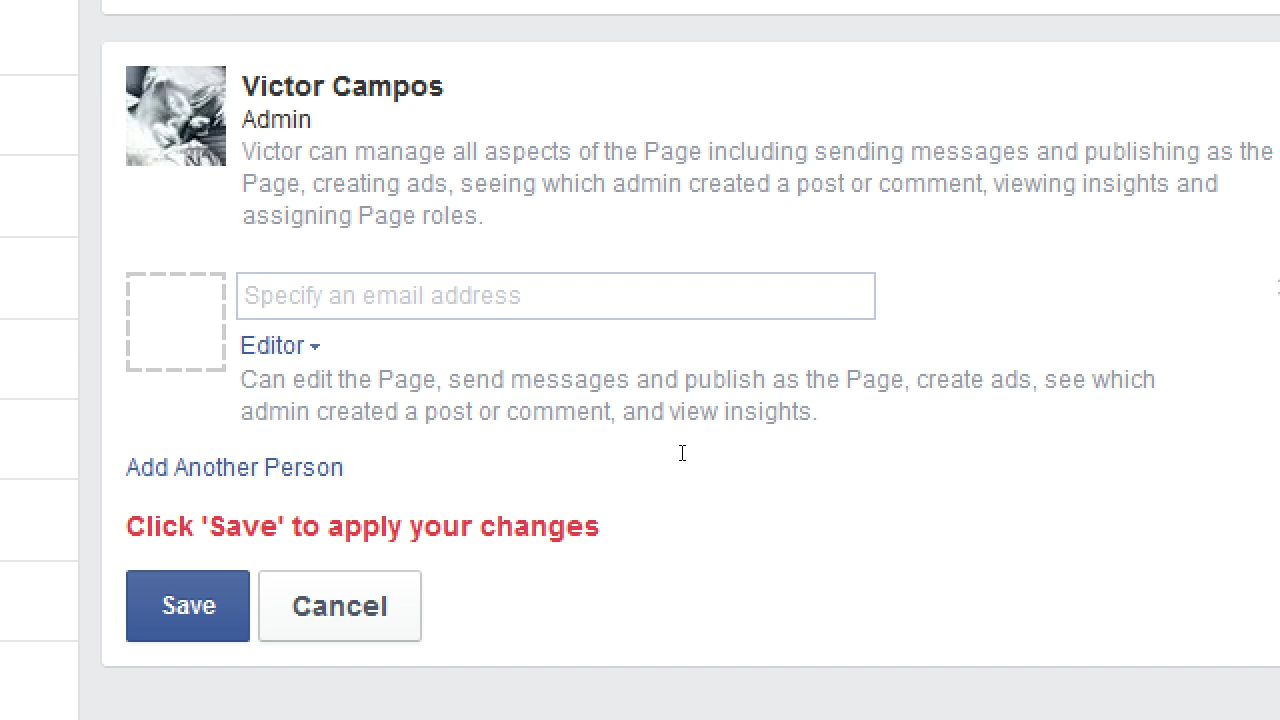 Victor Campos
Admin
Victor can manage all aspects of the Page including sending messages and publishing as the
Page, creating ads, seeing which admin created a post or comment, viewing insights and
assigning Page roles.
Specify an email address
Editor
Can edit the Page, send messages and publish as the Page, create ads, see which
admin created a post or comment, and view insights.
Add Another Person
Click 'Save' to apply your changes
Save
Cancel